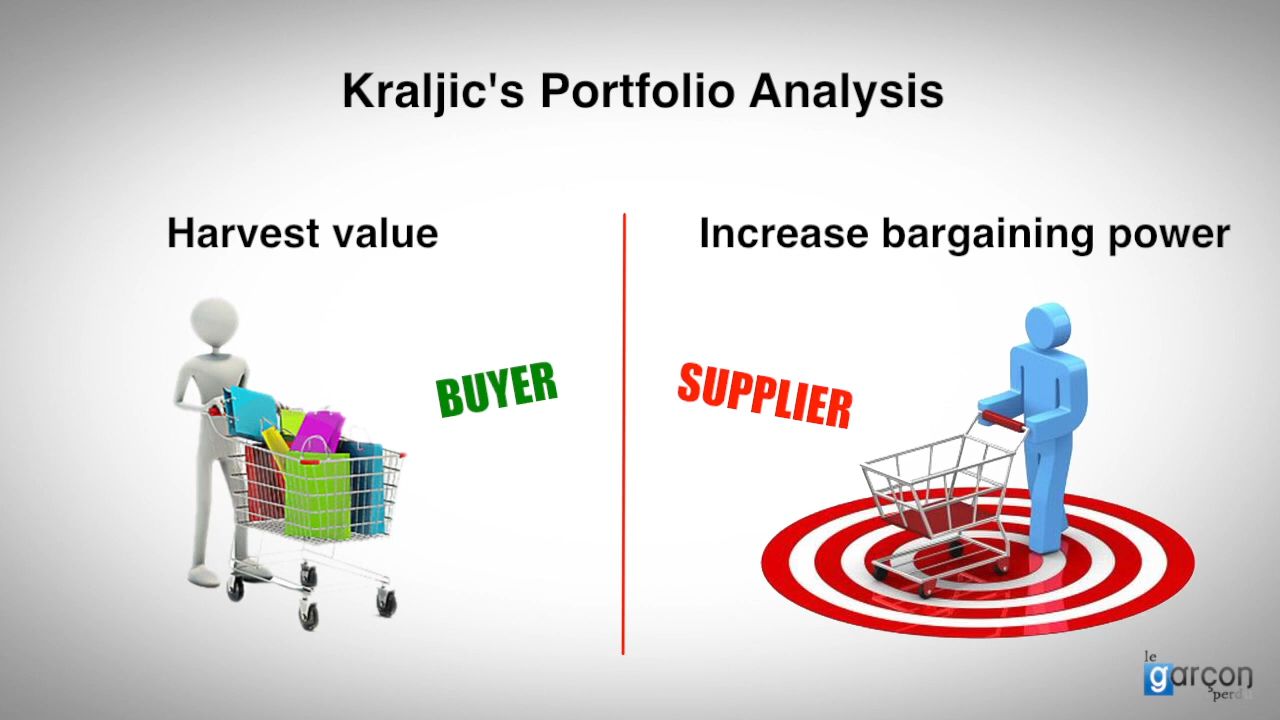 Kraljic's Portfolio Analysis
Harvest value
Increase bargaining power
BUYER
SUPPLIER
le
garçon